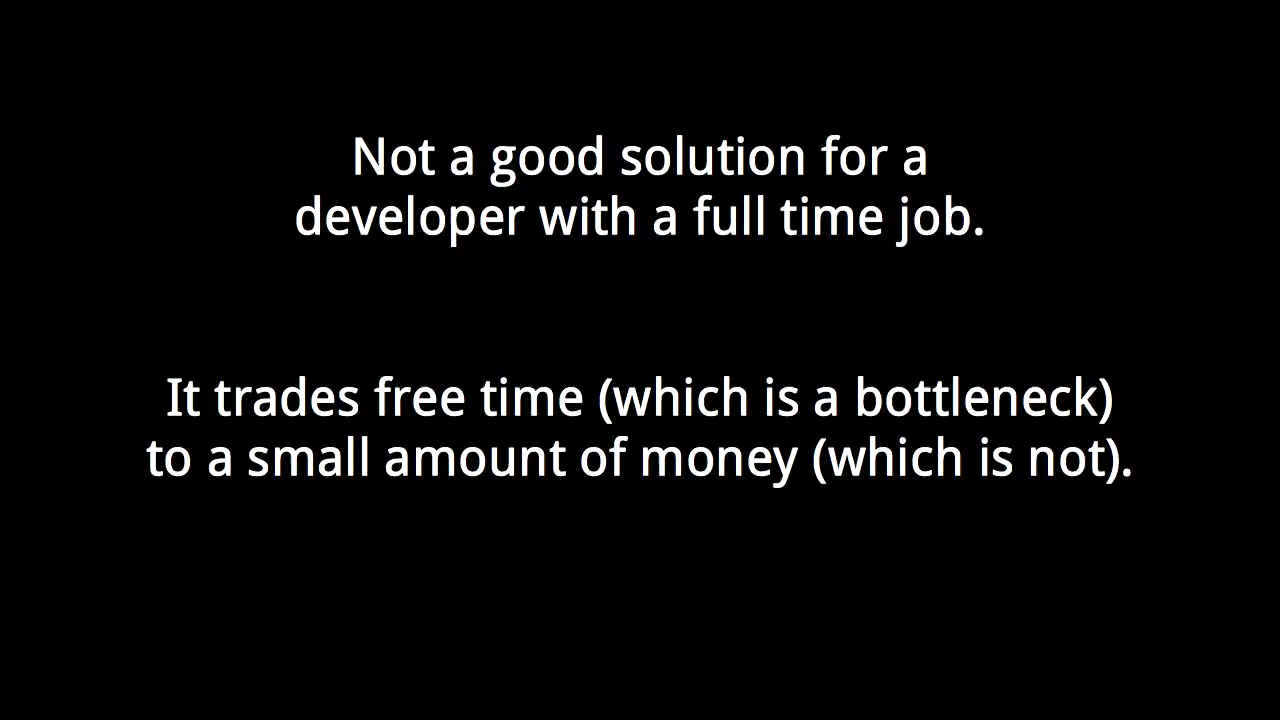 Not a good solution for a
developer with a full time job.
It trades free time (which is a bottleneck)
to a small amount of money (which is not).